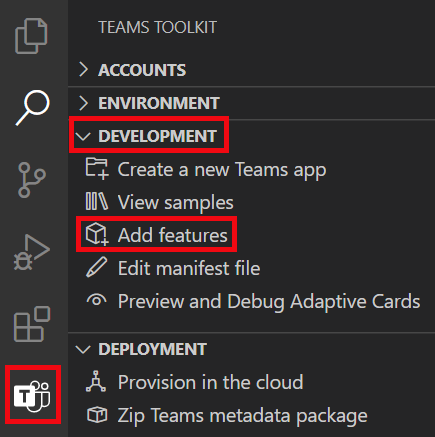 TEAMS TOOLKIT
ACCOUNTS
ENVIRONMENT
DEVELOPMENT
Create a new Teams app
View samples
Add features
Edit manifest file
Preview and Debug Adaptive Cards
DEPLOYMENT
T
Provision in the cloud
Zip Teams metadata package